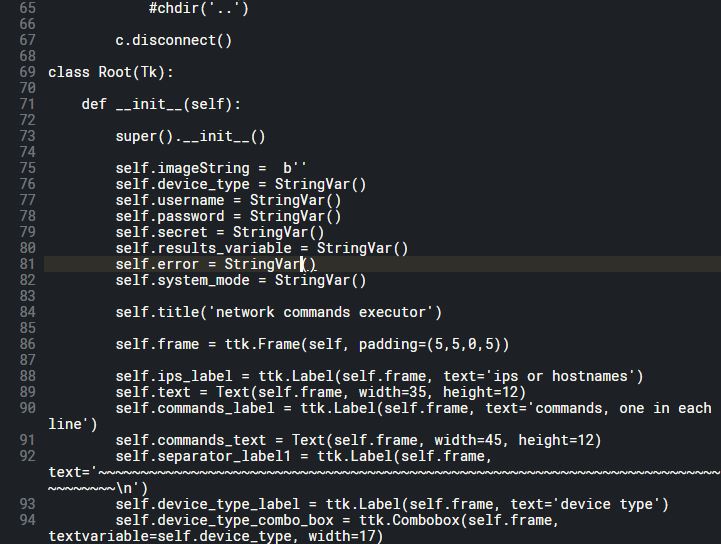 65 #chdir('..')
66
67 c.disconnect()
68
69 class Root(Tk):
70
71 def __init__(self):
72
73 super().__init__()
74
75 self.imageString =  b''
76 self.device_type = StringVar()
77 self.username = StringVar()
78 self.password = StringVar()
79 self.secret = StringVar()
80 self.results_variable = StringVar()
81 self.error = StringVar()
82 self.system_mode = StringVar()
83
84 self.title('network commands executor')
85
86 self.frame = ttk.Frame(self, padding=(5,5,0,5))
87
88 self.ips_label = ttk.Label(self.frame, text='ips or hostnames')
89 self.text = Text(self.frame, width=35, height=12)
90 self.commands_label = ttk.Label(self.frame, text='commands, one in each
line')
91 self.commands_text = Text(self.frame, width=45, height=12)
92 self.separator_label1 = ttk.Label(self.frame,
text='~~~~~~~~~~~~~~~~~~~~~~~~~~~~~~~~~~~~~~~~~~~~~~~~~~~~~~~~~~~~~~~~~~~~~~~~~~
~~~~~~~~\n')
93 self.device_type_label = ttk.Label(self.frame, text='device type')
94 self.device_type_combo_box = ttk.Combobox(self.frame,
textvariable=self.device_type, width=17)